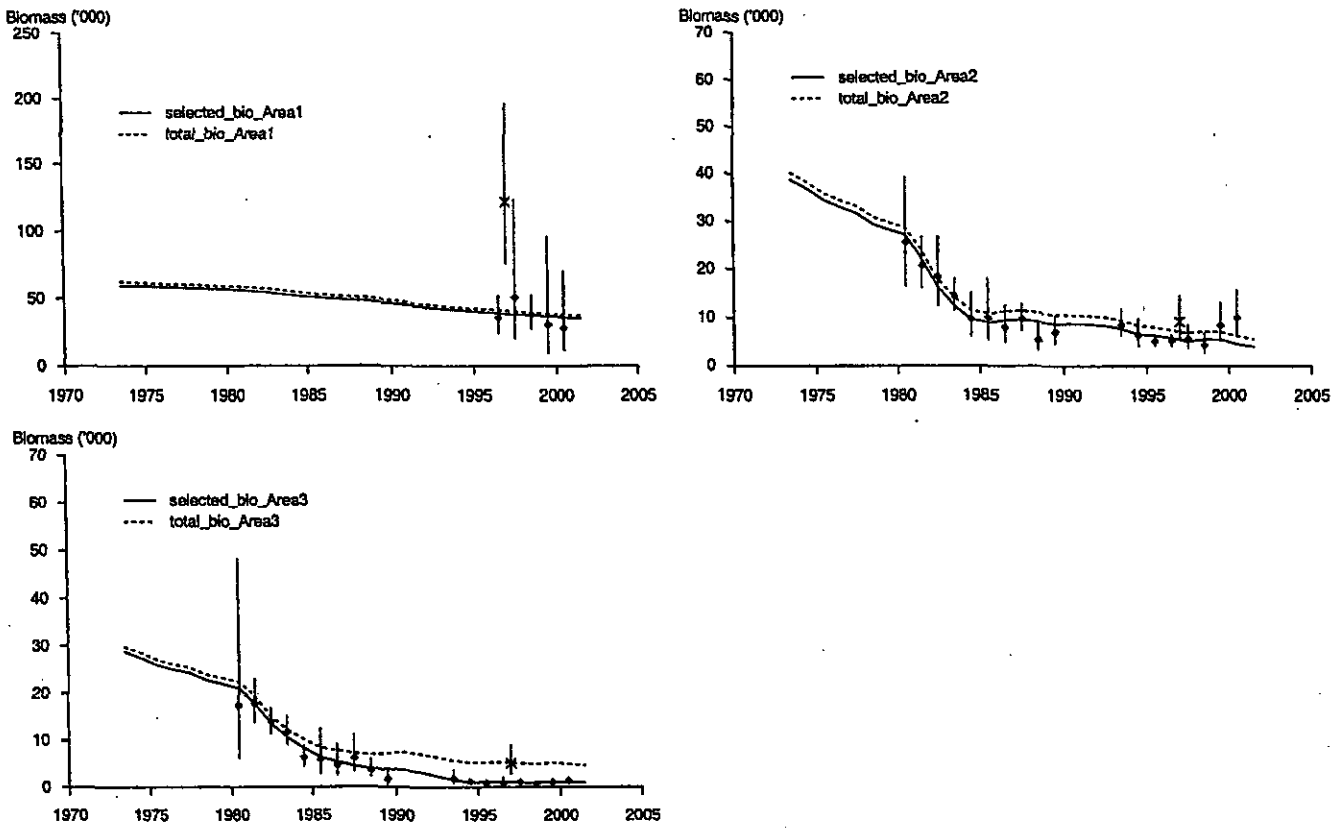 Biomass ('000)
250
200
150
100
50
0
selected_bio_Area1
total_bio_Area1
1970 1975 1980 1985 1990 1995 2000 2005
Biomass ('000)
70
60
50
40
30
20
10
0
selected_bio_Area2
total_bio_Area2
1970 1975 1980 1985 1990 1995 2000 2005
Biomass ('000)
70
60
50
40
30
20
10
0
selected_bio_Area3
total_bio_Area3
1970 1975 1980 1985 1990 1995 2000 2005